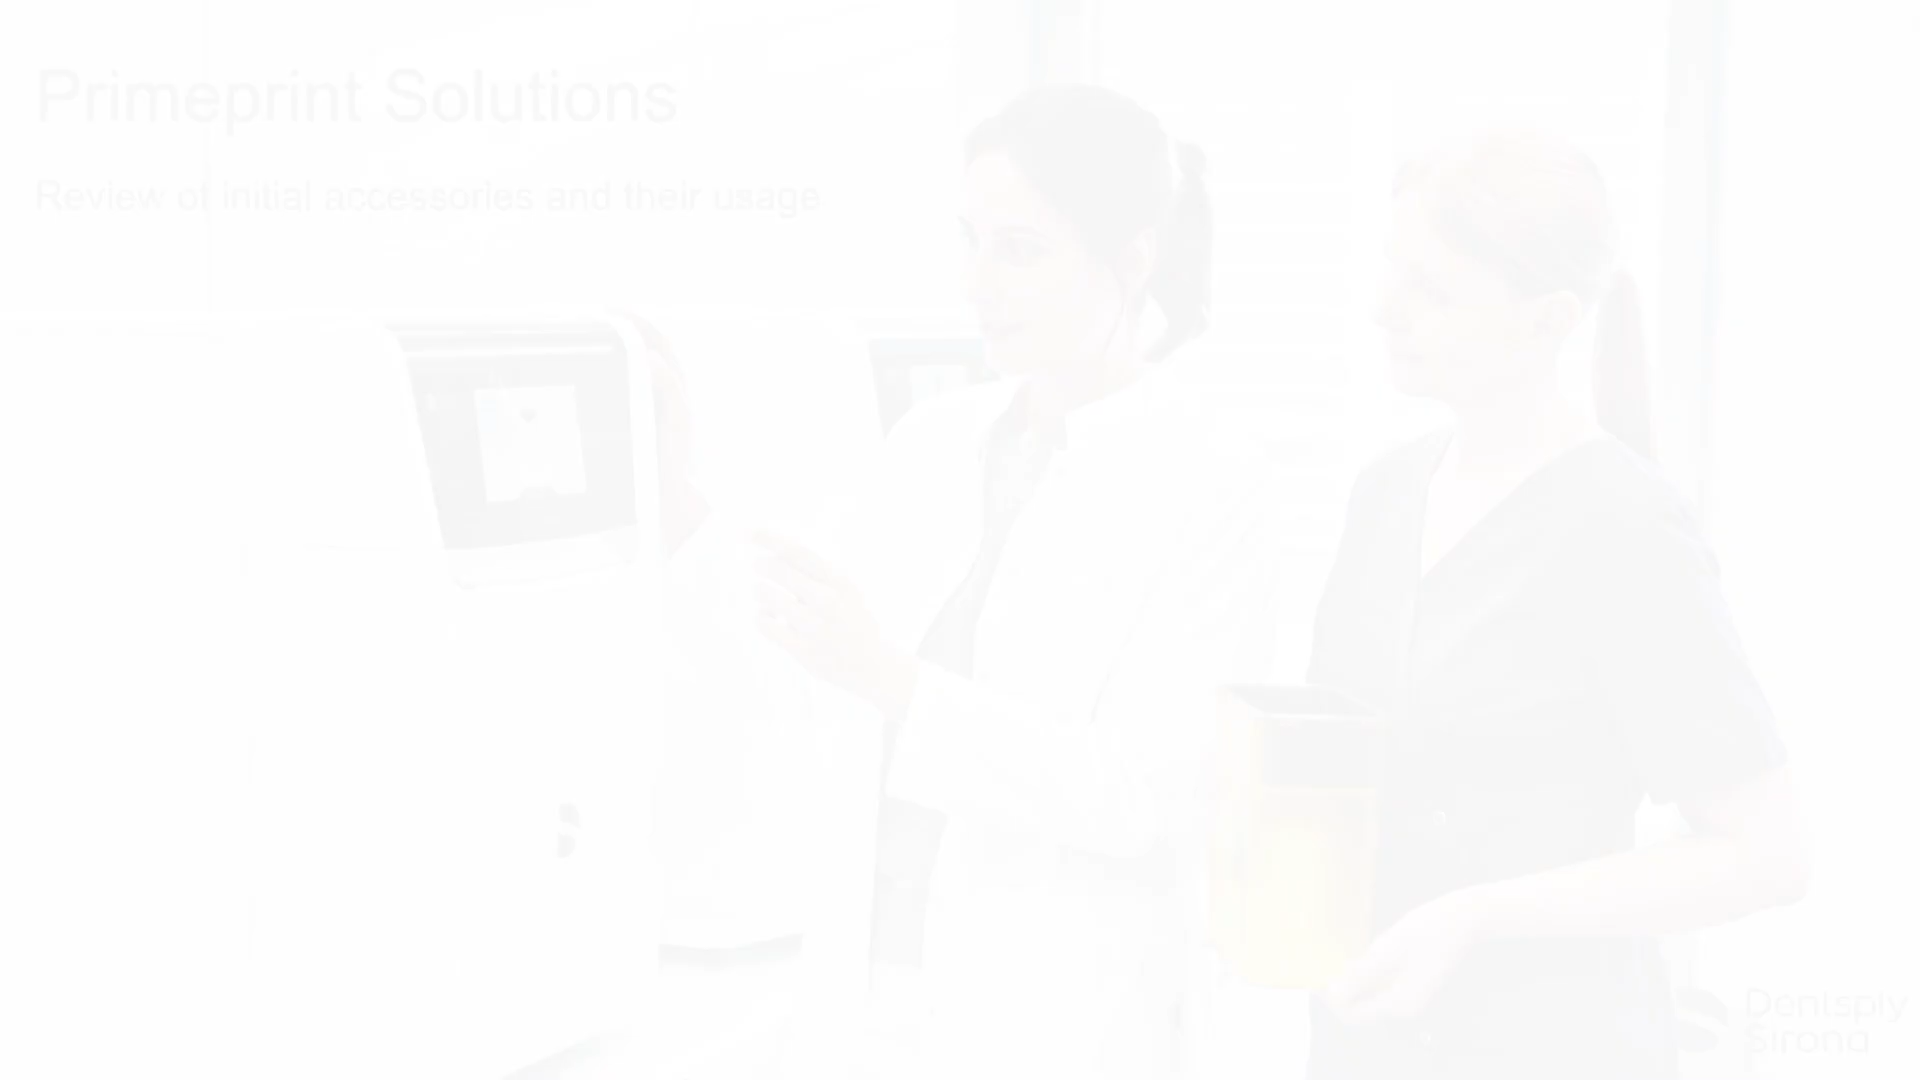 Primeprint Solutions
Review of initial accessories and their usage
Dentsply
Sirona